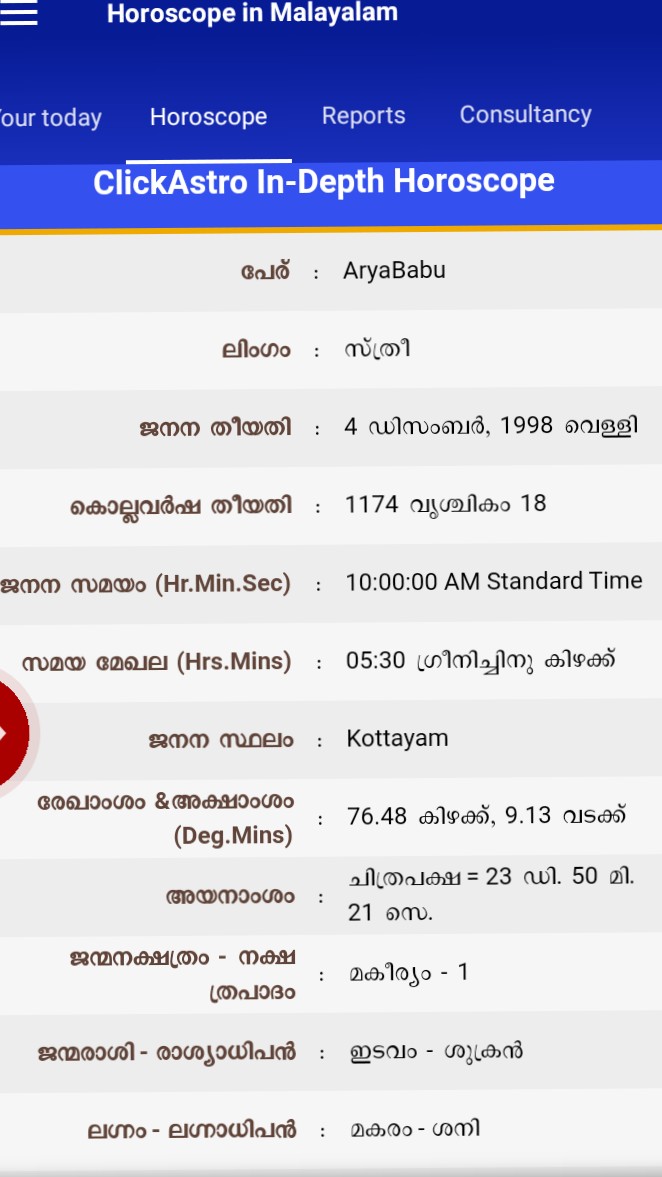 Horoscope in Malayalam
Your today Horoscope Reports Consultancy
ClickAstro In-Depth Horoscope
പേര് : AryaBabu
ലിംഗം : സ്ത്രീ
ജനന തീയതി : 4 ഡിസംബർ, 1998 വെള്ളി
കൊല്ലവർഷ തീയതി : 1174 വൃശ്ചികം 18
ജനന സമയം (Hr.Min.Sec) : 10:00:00 AM Standard Time
സമയ മേഖല (Hrs.Mins) : 05:30 ഗ്രീനിച്ചിനു കിഴക്ക്
ജനന സ്ഥലം : Kottayam
രേഖാംശം &അക്ഷാംശം
(Deg.Mins) : 76.48 കിഴക്ക്, 9.13 വടക്ക്
അയനാംശം : ചിത്രപക്ഷ = 23 ഡി. 50 മി.
21 സെ.
ജന്മനക്ഷത്രം - നക്ഷ
ത്രപാദം : മകീര്യം - 1
ജന്മരാശി - രാശ്യാധിപൻ : ഇടവം - ശുക്രൻ
ലഗ്നം - ലഗ്നാധിപൻ : മകരം - ശനി